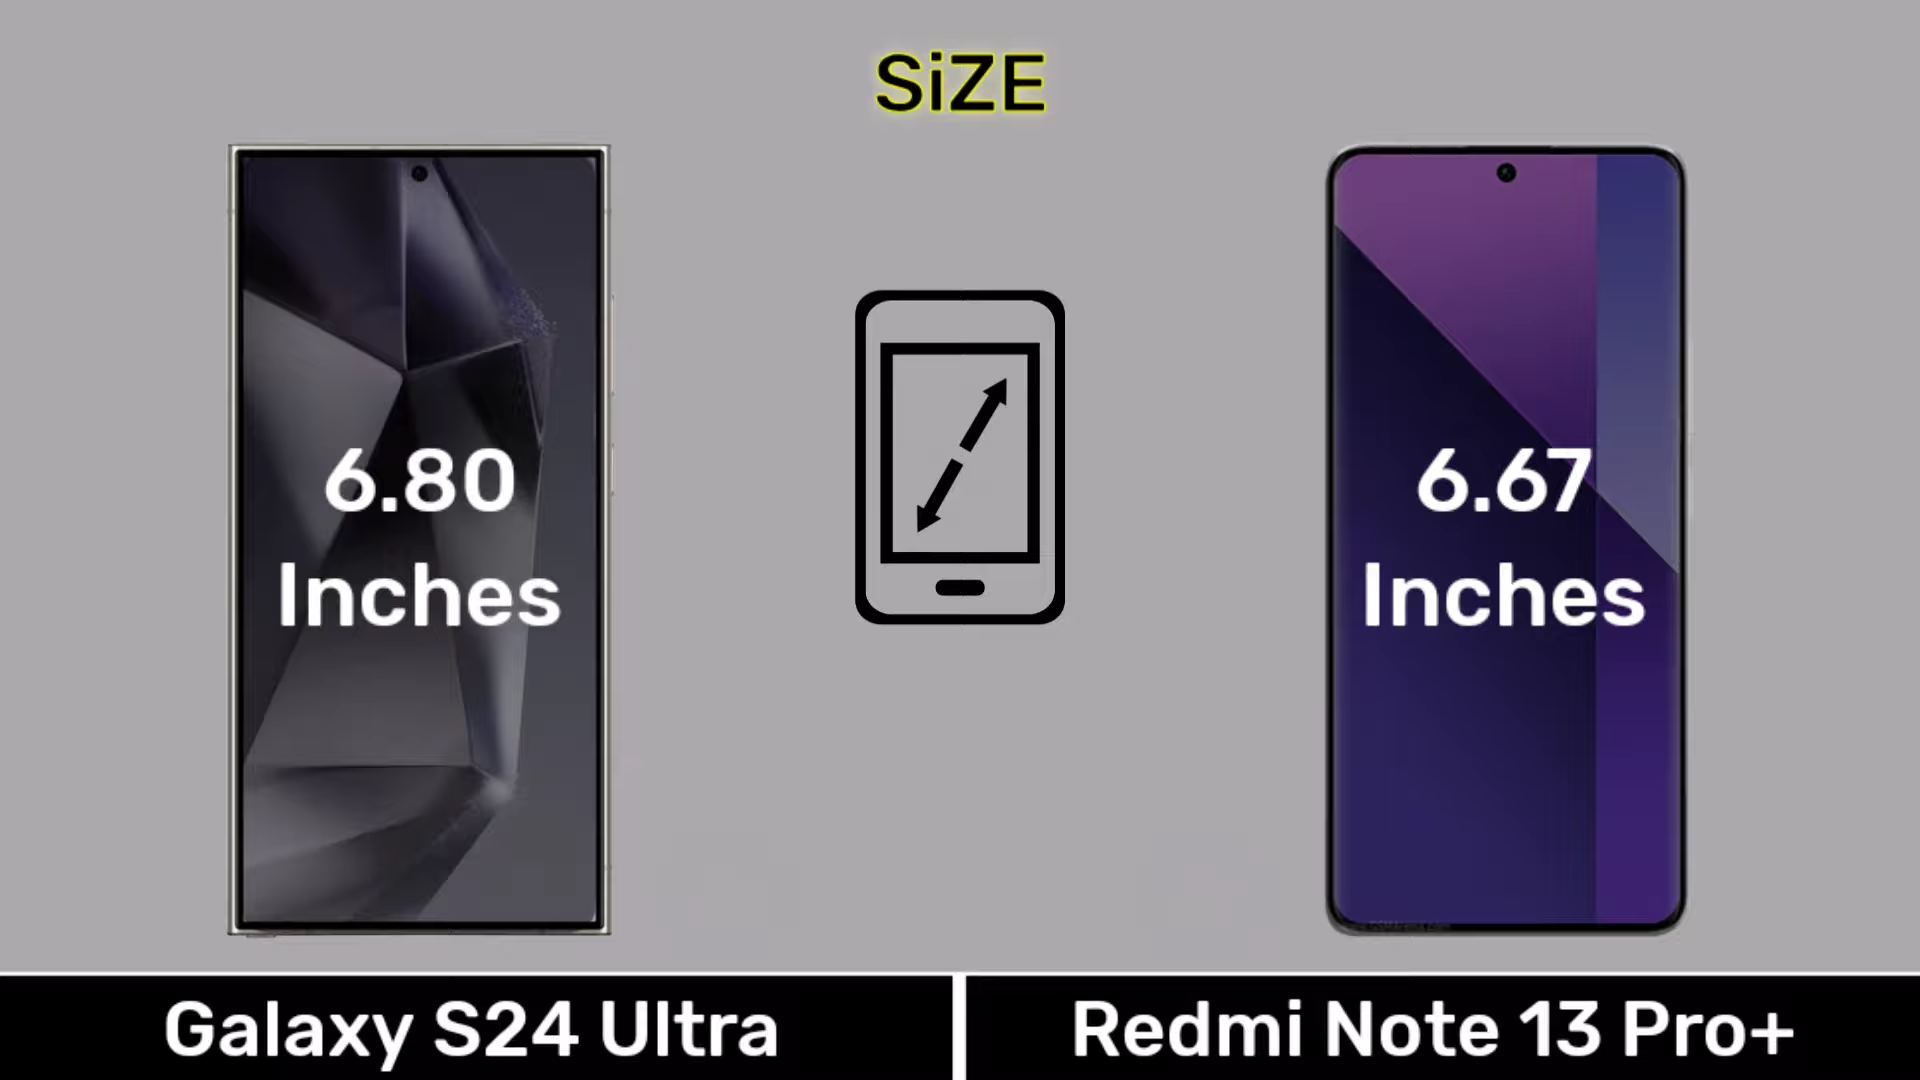 SiZE
6.80
Inches
6.67
Inches
Galaxy S24 Ultra
Redmi Note 13 Pro+